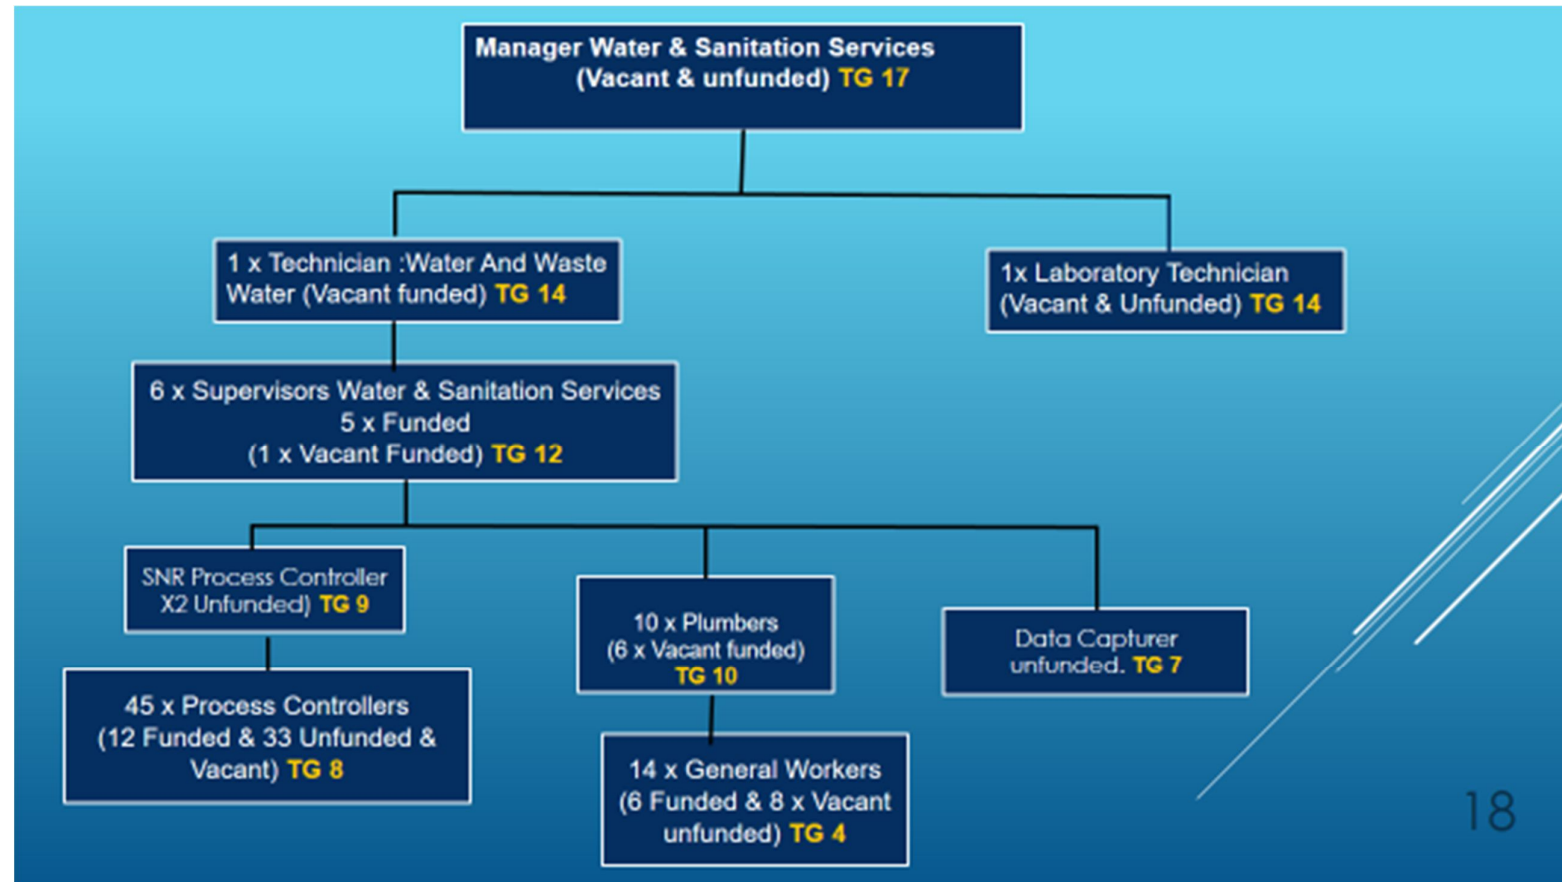 Manager Water & Sanitation Services
(Vacant & unfunded) TG 17
1 x Technician :Water And Waste
Water (Vacant funded) TG 14
1x Laboratory Technician
(Vacant & Unfunded) TG 14
6 x Supervisors Water & Sanitation Services
5 x Funded
(1 x Vacant Funded) TG 12
SNR Process Controller
X2 Unfunded) TG 9
10 x Plumbers
(6 x Vacant funded)
TG 10
Data Capturer
unfunded. TG 7
45 x Process Controllers
(12 Funded & 33 Unfunded &
Vacant) TG 8
14 x General Workers
(6 Funded & 8 x Vacant
unfunded) TG 4
18